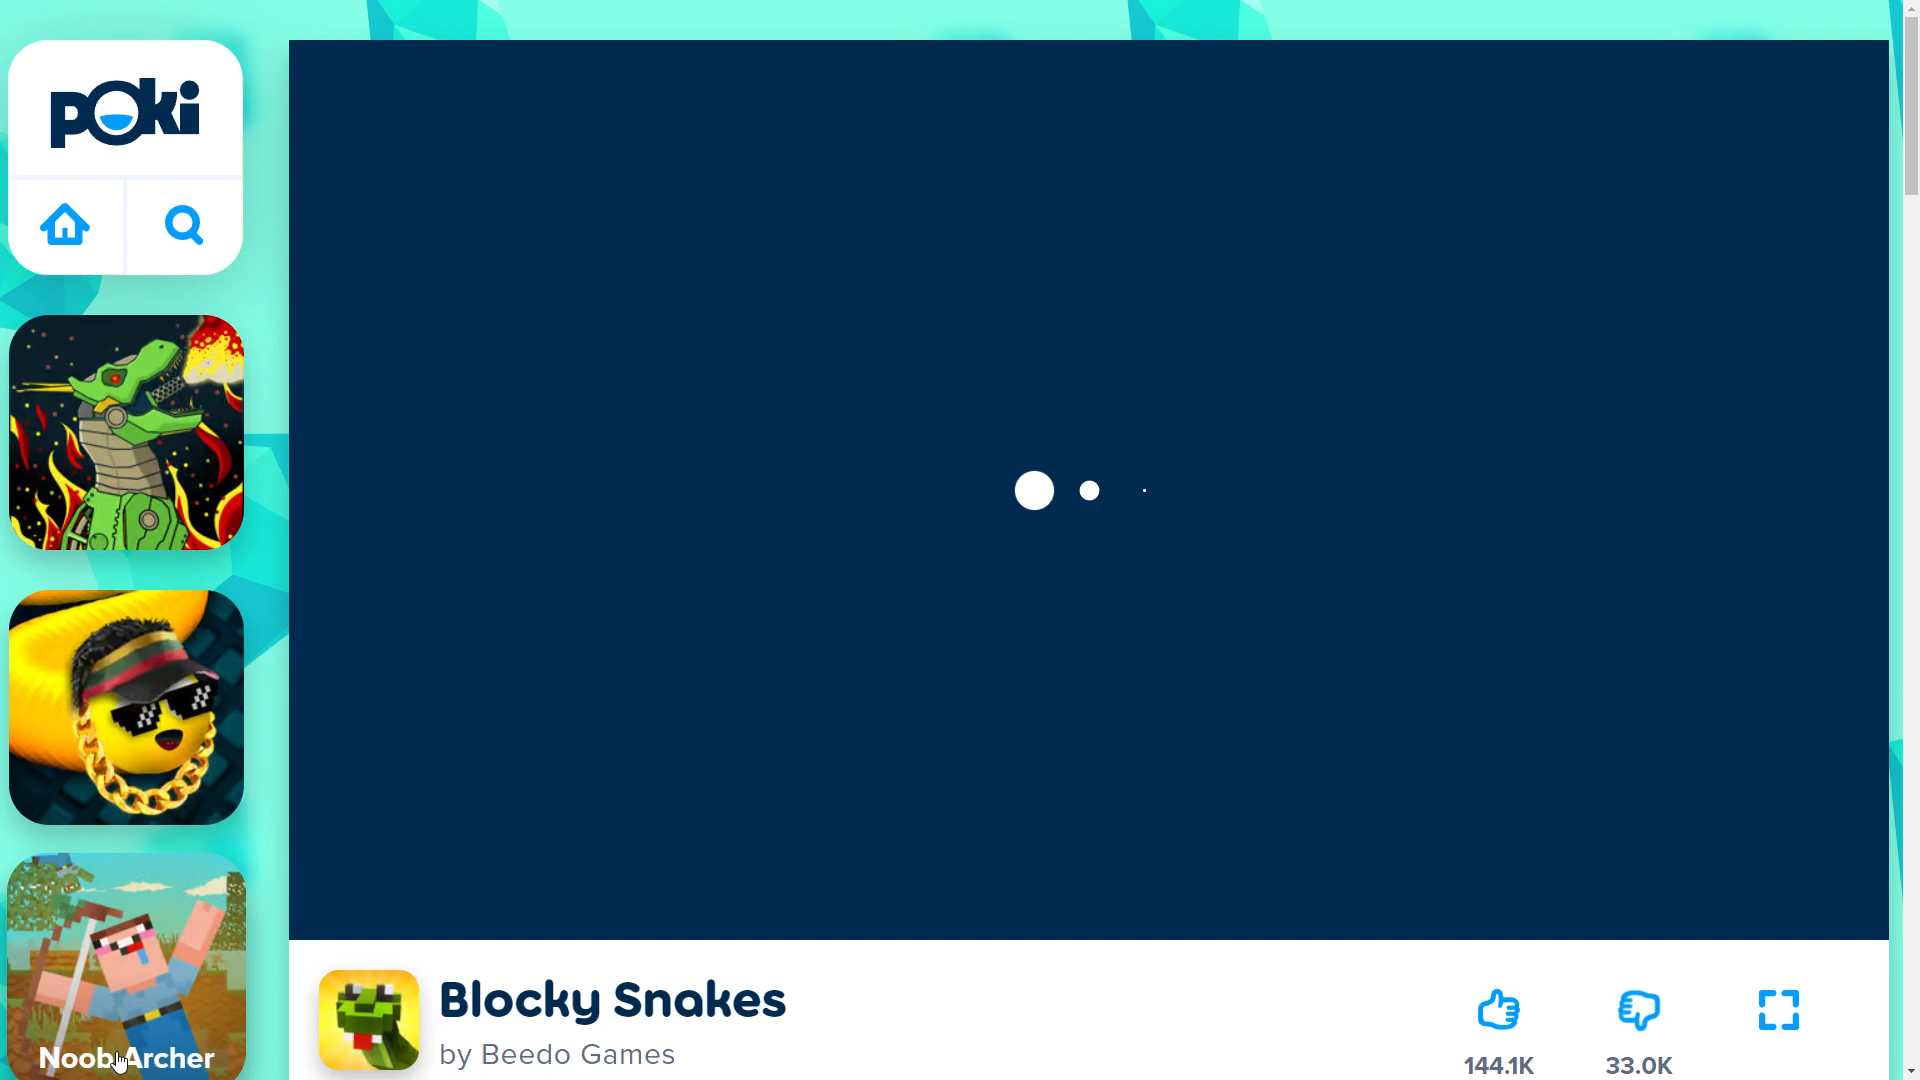 poki
Noob Archer
Blocky Snakes
by Beedo Games
144.1K
33.0K